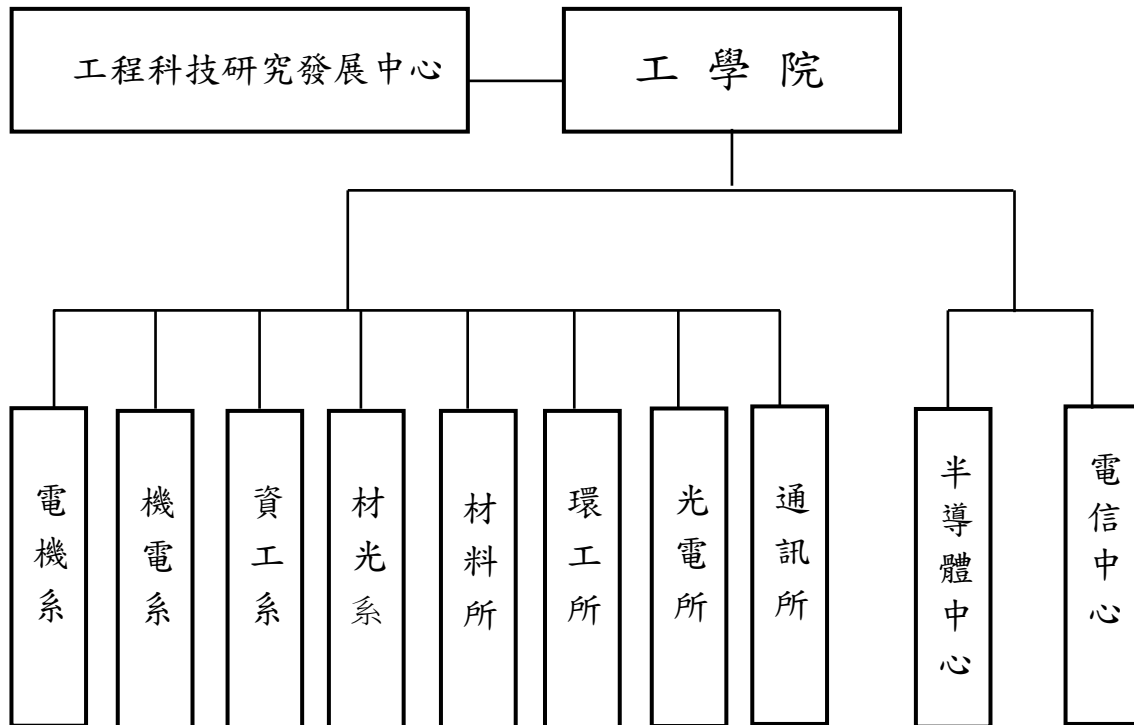 工程科技研究發展中心
工學院
電機系
機電系
資工系
材光系
材料所
環工所
光電所
通訊所
半導體中心
電信中心